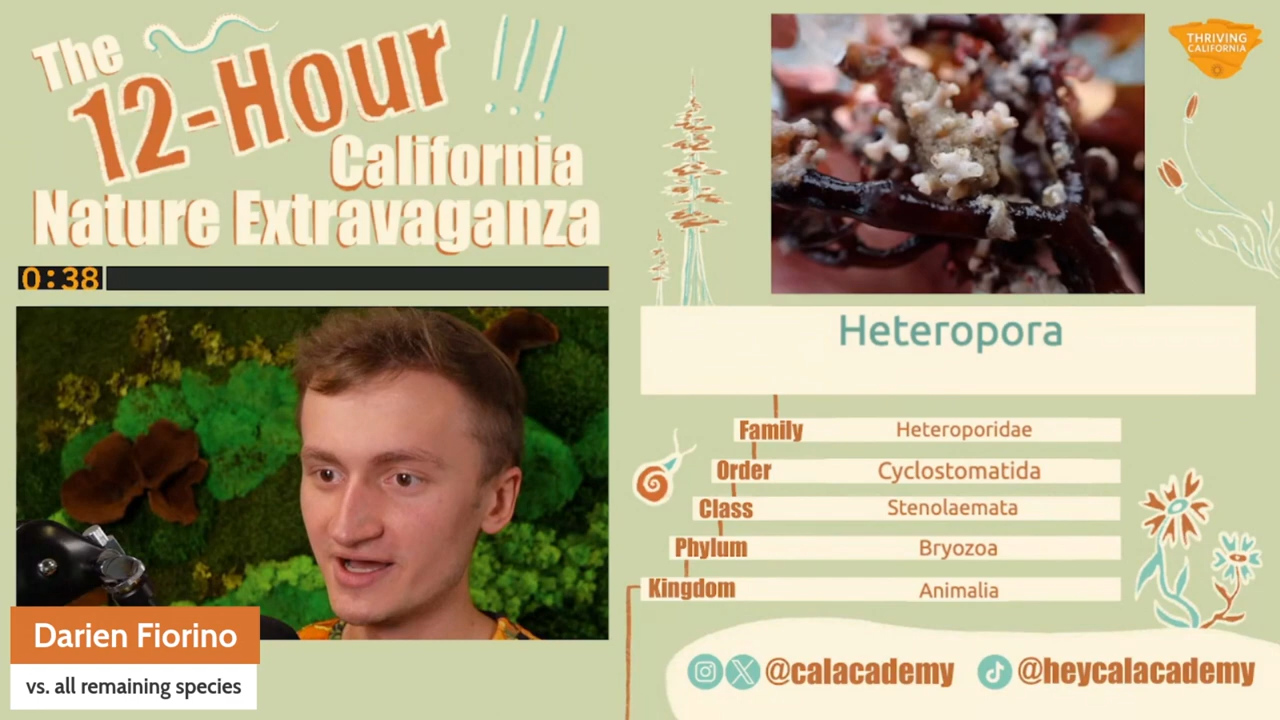 The
12-Hour !!!
California
Nature Extravaganza
0:38
THRIVING
CALIFORNIA
Heteropora
Family Heteroporidae
Order Cyclostomatida
Class Stenolaemata
Phylum Bryozoa
Kingdom Animalia
Darien Fiorino
vs. all remaining species
@calacademy @heycalacademy